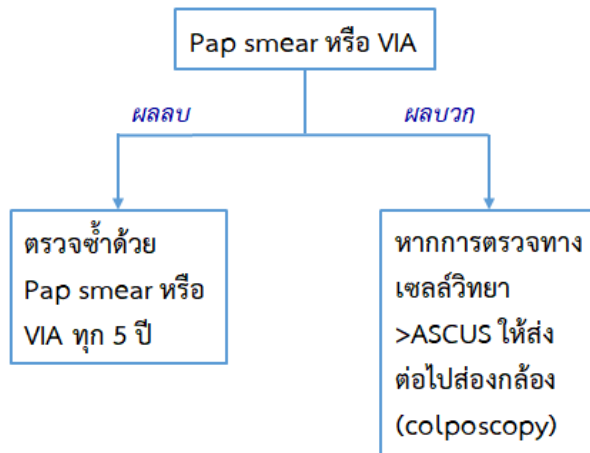 Pap smear หรือ VIA
ผลลบ
ผลบวก
ตรวจซ้ำด้วย
Pap smear หรือ
VIA ทุก 5 ปี
หากการตรวจทาง
เซลล์วิทยา
>ASCUS ให้ส่ง
ต่อไปส่องกล้อง
(colposcopy)